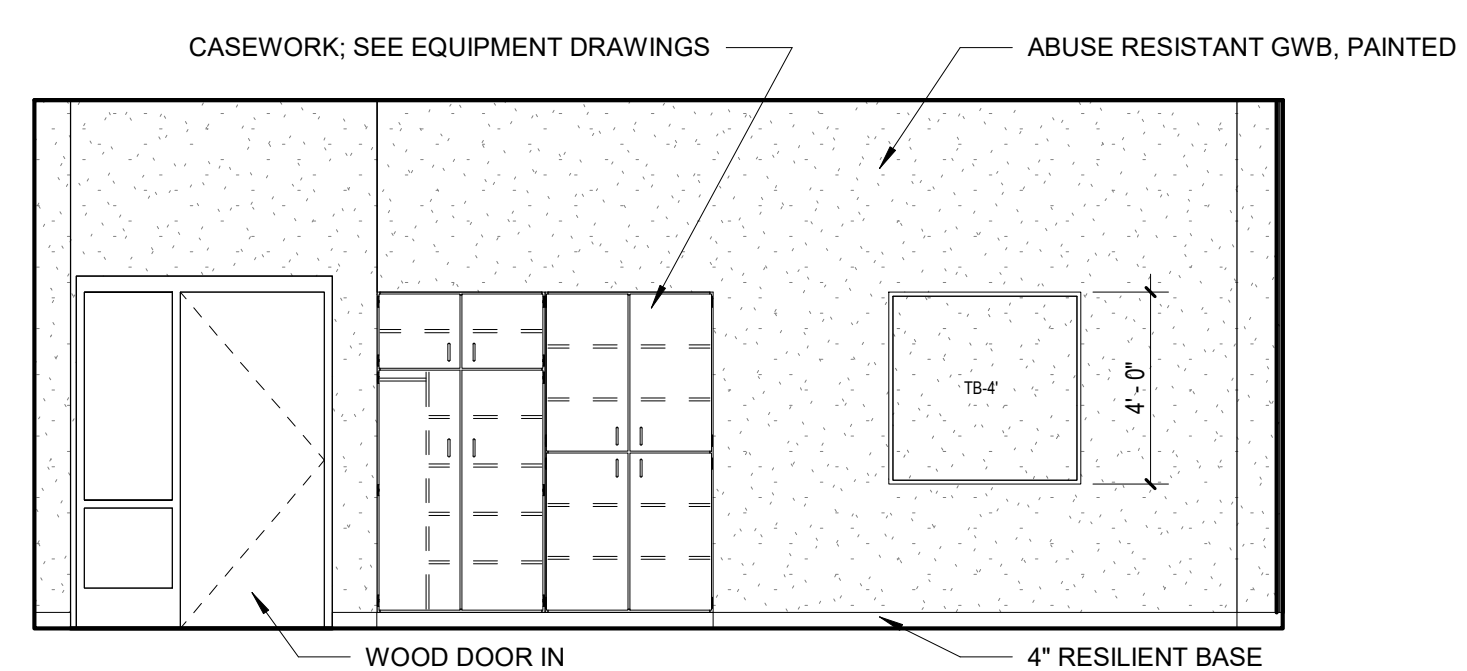 CASEWORK; SEE EQUIPMENT DRAWINGS
ABUSE RESISTANT GWB, PAINTED
TB-4'
4' - 0"
WOOD DOOR IN
4" RESILIENT BASE